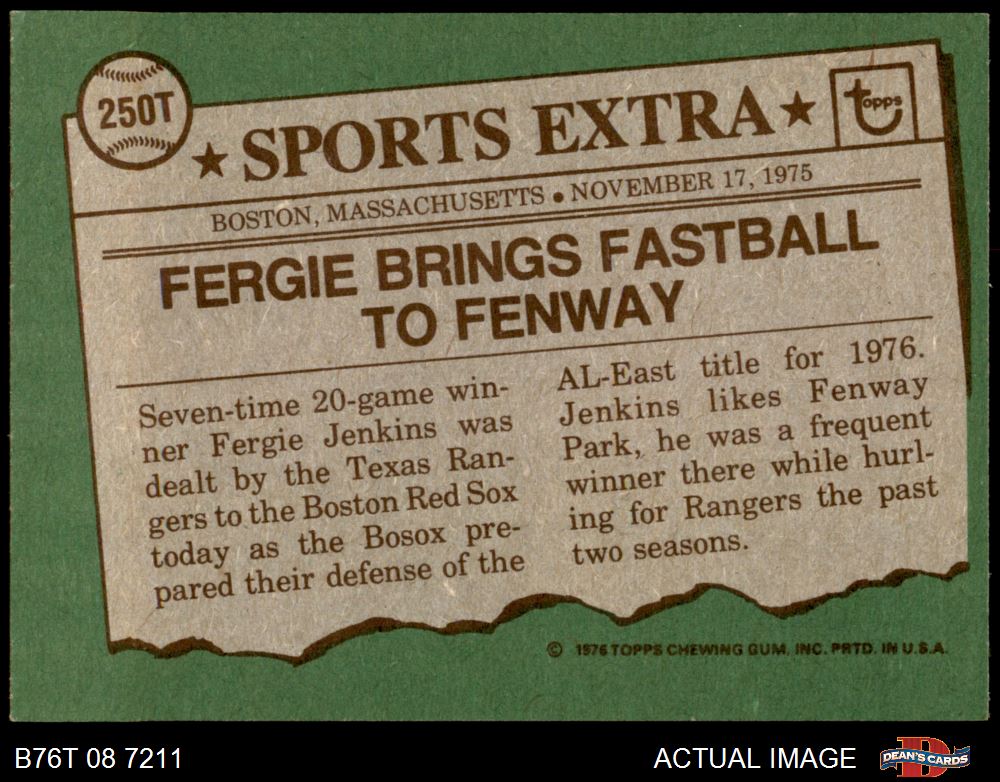 250T
★ SPORTS EXTRA ★
topps
BOSTON, MASSACHUSETTS • NOVEMBER 17, 1975
FERGIE BRINGS FASTBALL
TO FENWAY
Seven-time 20-game win-
ner Fergie Jenkins was
dealt by the Texas Ran-
gers to the Boston Red Sox
today as the Bosox pre-
pared their defense of the
AL-East title for 1976.
Jenkins likes Fenway
Park, he was a frequent
winner there while hurl-
ing for Rangers the past
two seasons.
© 1976 TOPPS CHEWING GUM, INC. PRTD. IN U.S.A.
B76T 08 7211
ACTUAL IMAGE
DEAN'S CARDS